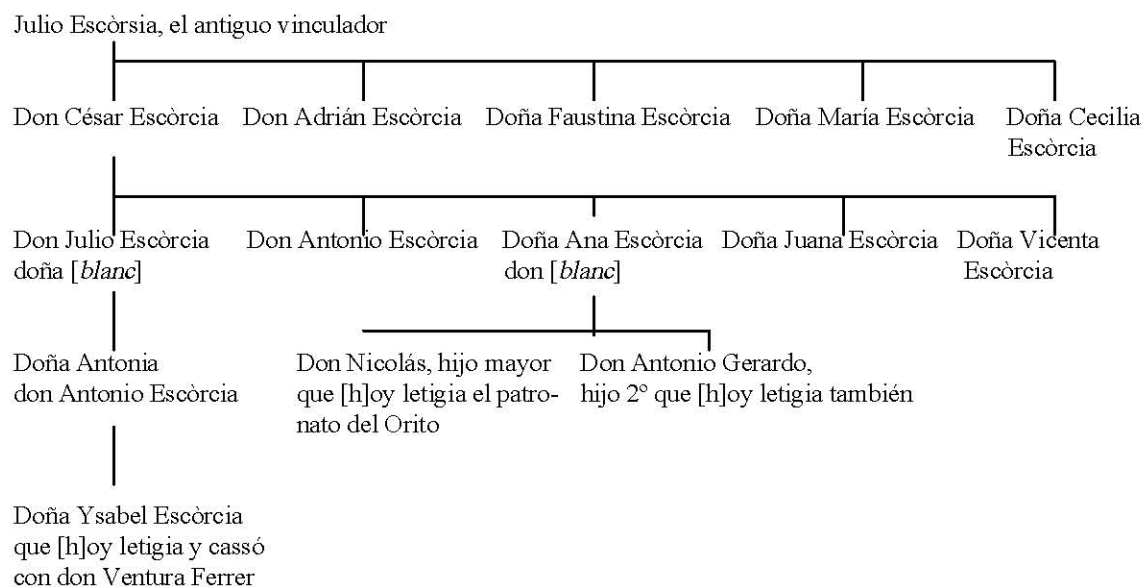 Julio Escòrsia, el antiguo vinculador
Don César Escòrcia
Don Adrián Escòrcia
Doña Faustina Escòrcia
Doña María Escòrcia
Doña Cecilia
Escòrcia
Don Julio Escòrcia
doña [blanc]
Don Antonio Escòrcia
Doña Ana Escòrcia
don [blanc]
Doña Juana Escòrcia
Doña Vicenta
Escòrcia
Doña Antonia
don Antonio Escòrcia
Don Nicolás, hijo mayor
que [h]oy letigia el patro-
nato del Orito
Don Antonio Gerardo,
hijo 2º que [h]oy letigia también
Doña Ysabel Escòrcia
que [h]oy letigia y cassó
con don Ventura Ferrer